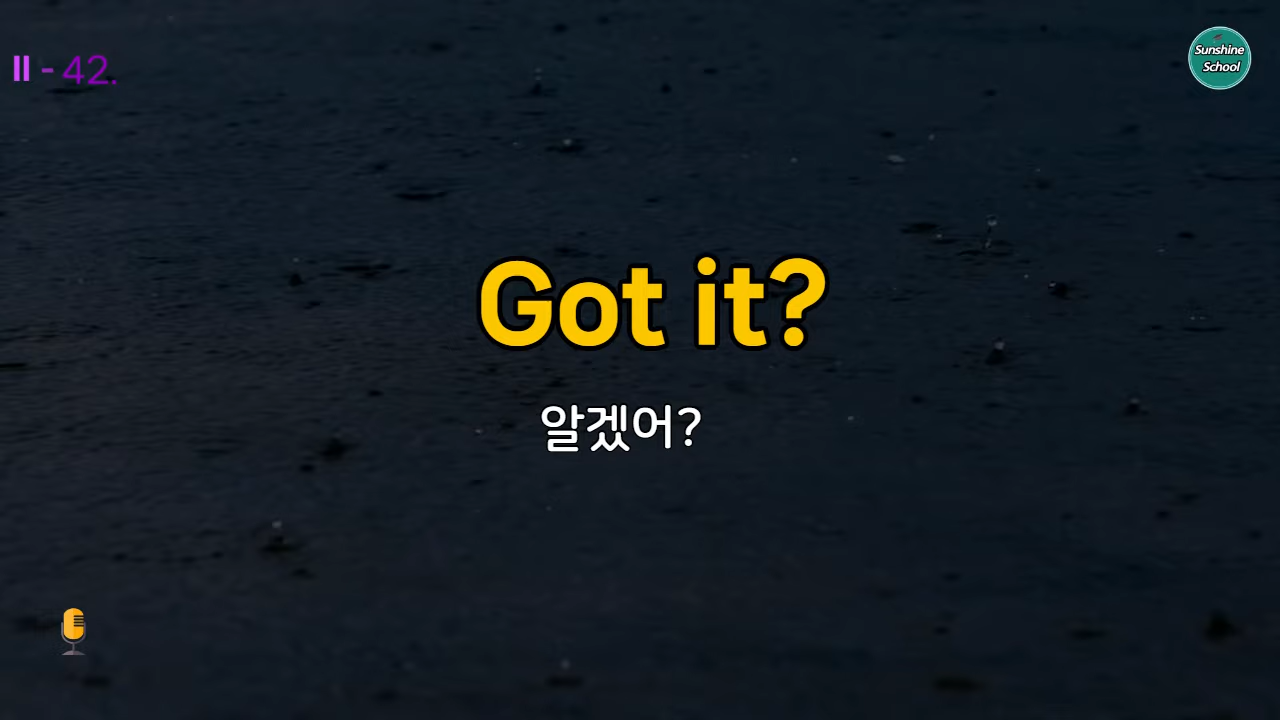 II - 42.
Sunshine
School
Got it?
알겠어?